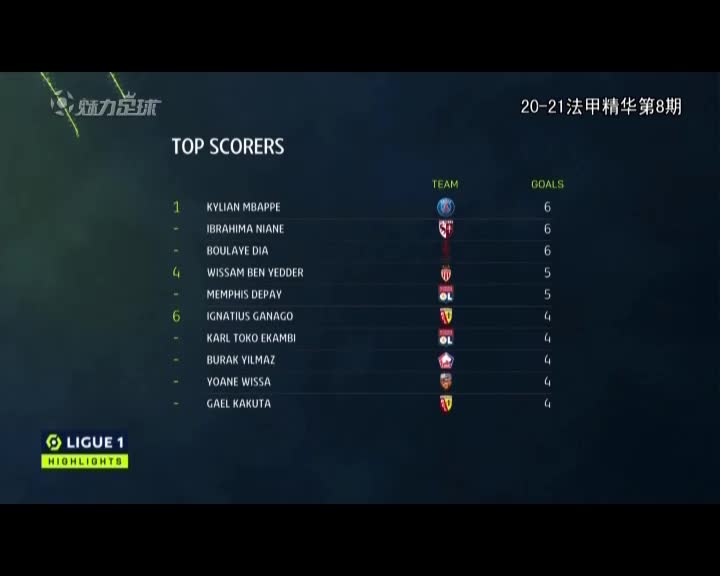 魅力足球
20-21法甲精华第8期
TOP SCORERS
TEAM GOALS
1 KYLIAN MBAPPE 6
- IBRAHIMA NIANE 6
- BOULAYE DIA 6
4 WISSAM BEN YEDDER 5
- MEMPHIS DEPAY OL 5
6 IGNATIUS GANAGO 4
- KARL TOKO EKAMBI OL 4
- BURAK YILMAZ 4
- YOANE WISSA 4
- GAEL KAKUTA 4
LIGUE 1
HIGHLIGHTS